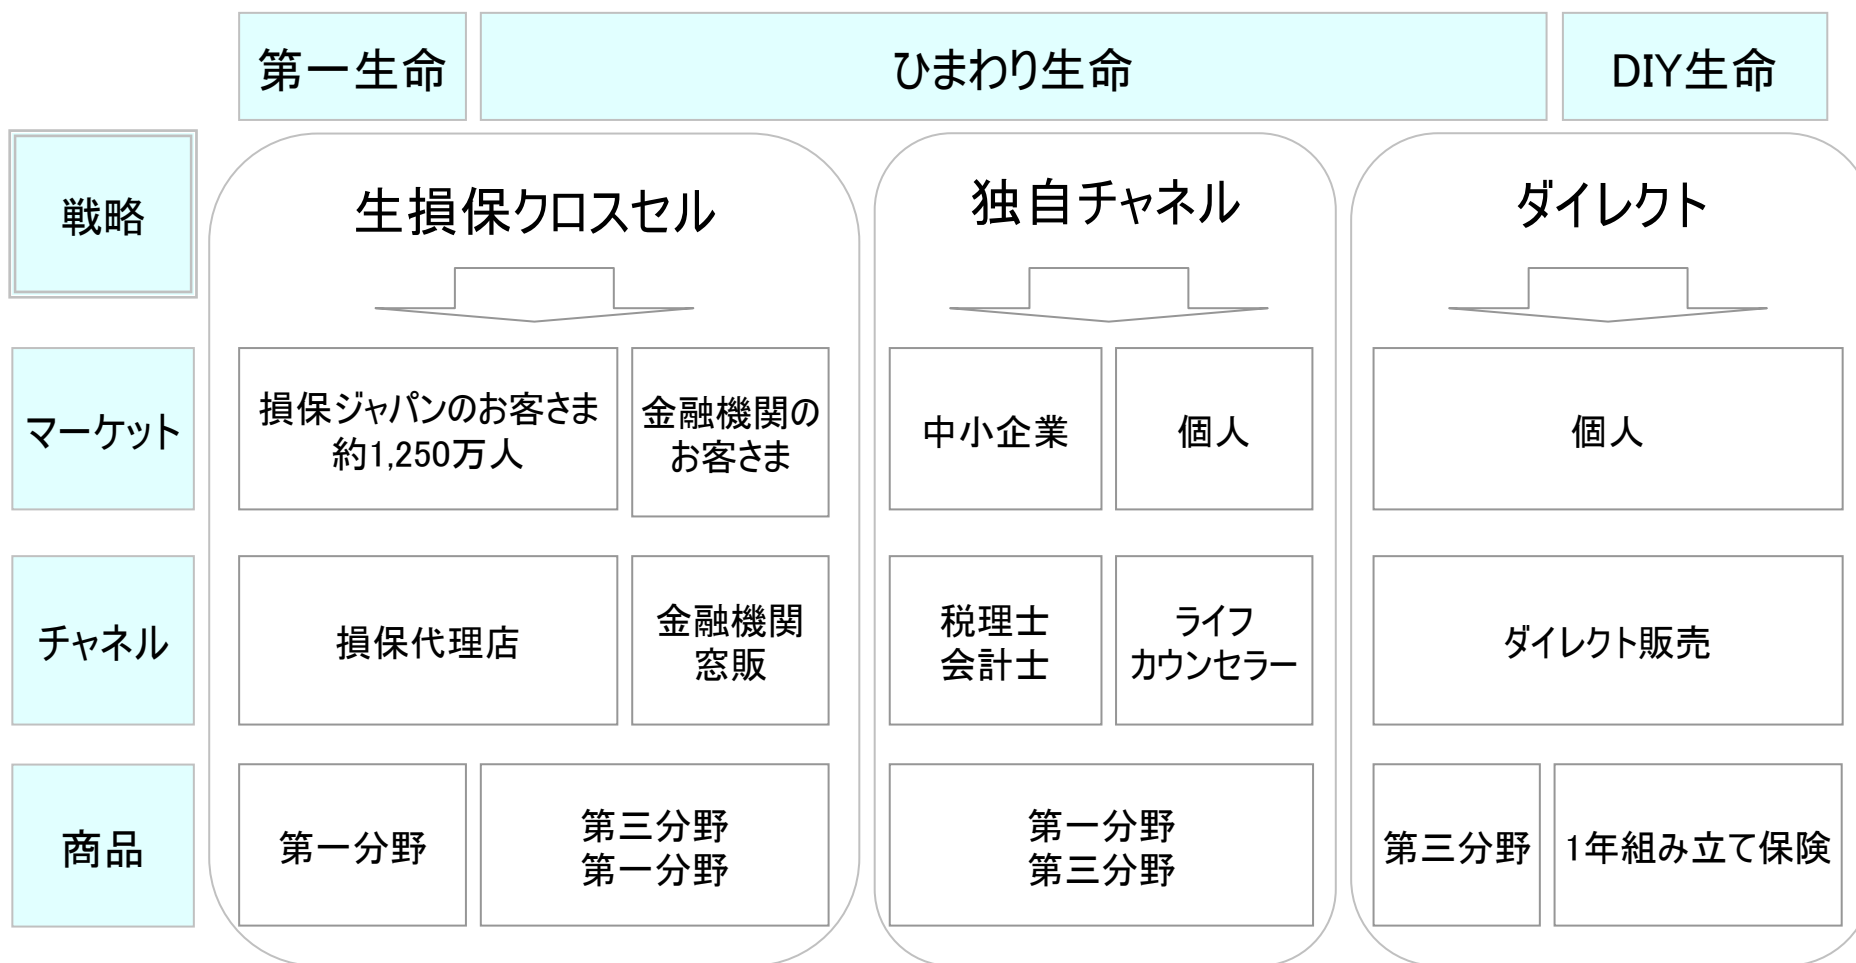 第一生命
ひまわり生命
DIY生命
戦略
生損保クロスセル
独自チャネル
ダイレクト
マーケット
損保ジャパンのお客さま
約1,250万人
金融機関の
お客さま
中小企業
個人
個人
チャネル
損保代理店
金融機関
窓販
税理士
会計士
ライフ
カウンセラー
ダイレクト販売
商品
第一分野
第三分野
第一分野
第一分野
第三分野
第三分野
1年組み立て保険